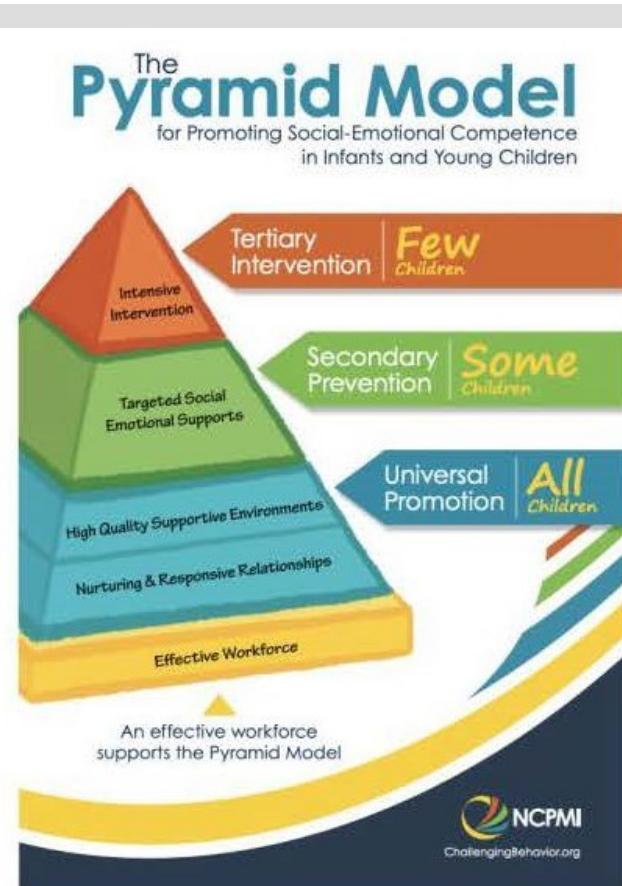 The
Pyramid Model
for Promoting Social-Emotional Competence
in Infants and Young Children
Tertiary
Intervention
Few
Children
Intensive
Intervention
Secondary
Prevention
Some
Children
Targeted Social
Emotional Supports
Universal
Promotion
All
Children
High Quality Supportive Environments
Nurturing & Responsive Relationships
Effective Workforce
An effective workforce
supports the Pyramid Model
NCPMI
ChallengingBehavior.org